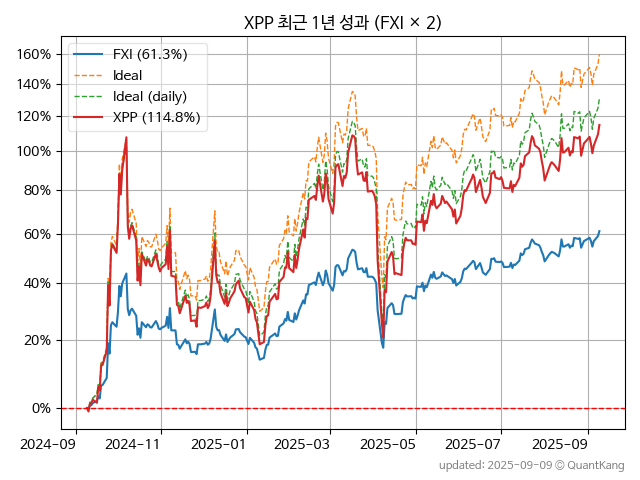 XPP 최근 1년 성과 (FXI × 2)
FXI (61.3%)
Ideal
Ideal (daily)
XPP (114.8%)
160%
140%
120%
100%
80%
60%
40%
20%
0%
2024-09 2024-11 2025-01 2025-03 2025-05 2025-07 2025-09
updated: 2025-09-09 © QuantKang